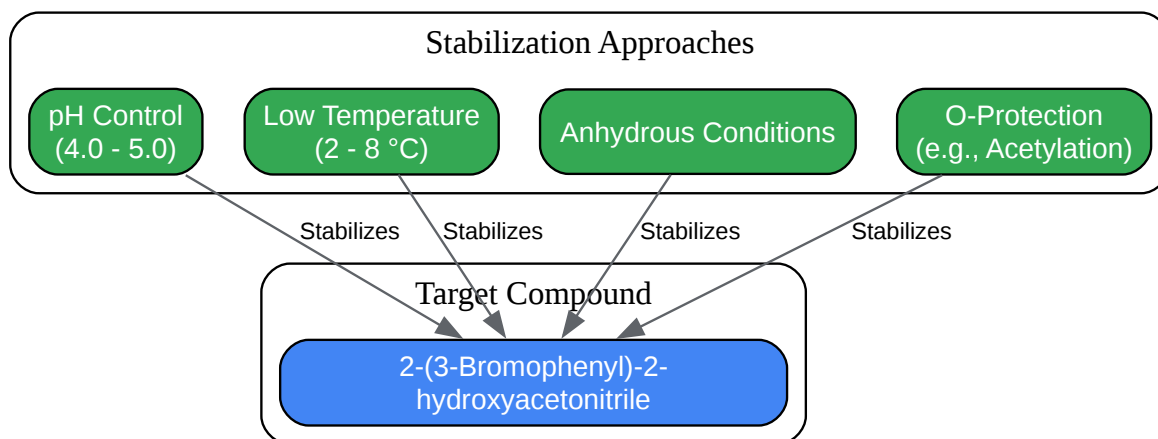 Stabilization Approaches
pH Control
(4.0 - 5.0)
Low Temperature
(2 - 8 °C)
Anhydrous Conditions
O-Protection
(e.g., Acetylation)
Stabilizes
Stabilizes
Stabilizes
Stabilizes
Target Compound
2-(3-Bromophenyl)-2-
hydroxyacetonitrile